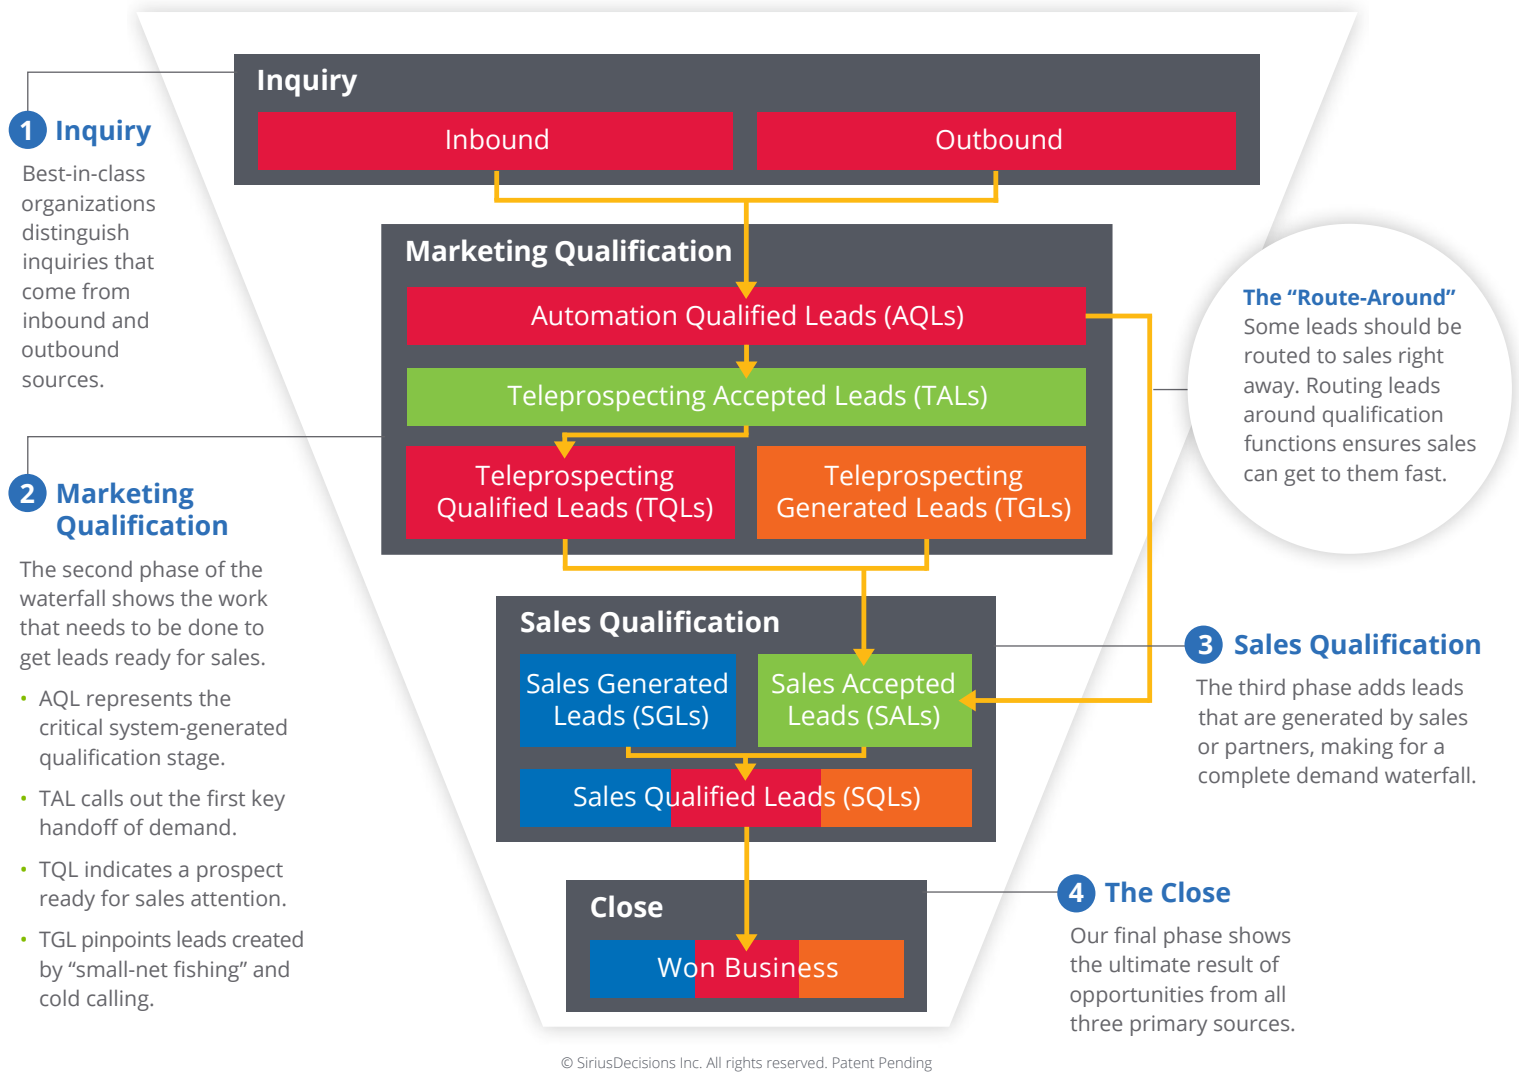 Inquiry
Inbound
Outbound
1 Inquiry
Best-in-class
organizations
distinguish
inquiries that
come from
inbound and
outbound
sources.
Marketing Qualification
Automation Qualified Leads (AQLs)
Teleprospecting Accepted Leads (TALs)
Teleprospecting
Qualified Leads (TQLs)
Teleprospecting
Generated Leads (TGLs)
The “Route-Around”
Some leads should be
routed to sales right
away. Routing leads
around qualification
functions ensures sales
can get to them fast.
2 Marketing
Qualification
The second phase of the
waterfall shows the work
that needs to be done to
get leads ready for sales.
• AQL represents the
critical system-generated
qualification stage.
• TAL calls out the first key
handoff of demand.
• TQL indicates a prospect
ready for sales attention.
• TGL pinpoints leads created
by “small-net fishing” and
cold calling.
Sales Qualification
Sales Generated
Leads (SGLs)
Sales Accepted
Leads (SALs)
Sales Qualified Leads (SQLs)
3 Sales Qualification
The third phase adds leads
that are generated by sales
or partners, making for a
complete demand waterfall.
Close
Won Business
4 The Close
Our final phase shows
the ultimate result of
opportunities from all
three primary sources.
© SiriusDecisions Inc. All rights reserved. Patent Pending